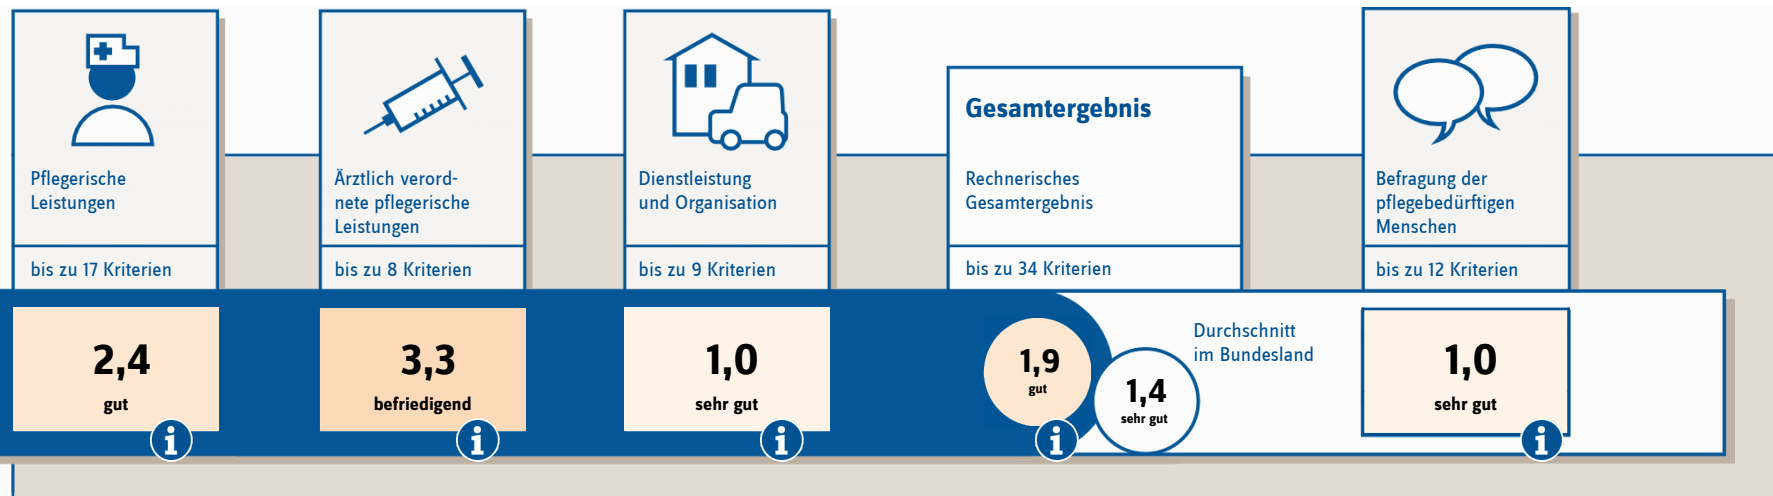 Pflegerische
Leistungen
bis zu 17 Kriterien
2,4
gut
i
Ärztlich verord-
nete pflegerische
Leistungen
bis zu 8 Kriterien
3,3
befriedigend
i
Dienstleistung
und Organisation
bis zu 9 Kriterien
1,0
sehr gut
i
Gesamtergebnis
Rechnerisches
Gesamtergebnis
bis zu 34 Kriterien
1,9
gut
i
Durchschnitt
im Bundesland
1,4
sehr gut
Befragung der
pflegebedürftigen
Menschen
bis zu 12 Kriterien
1,0
sehr gut
i